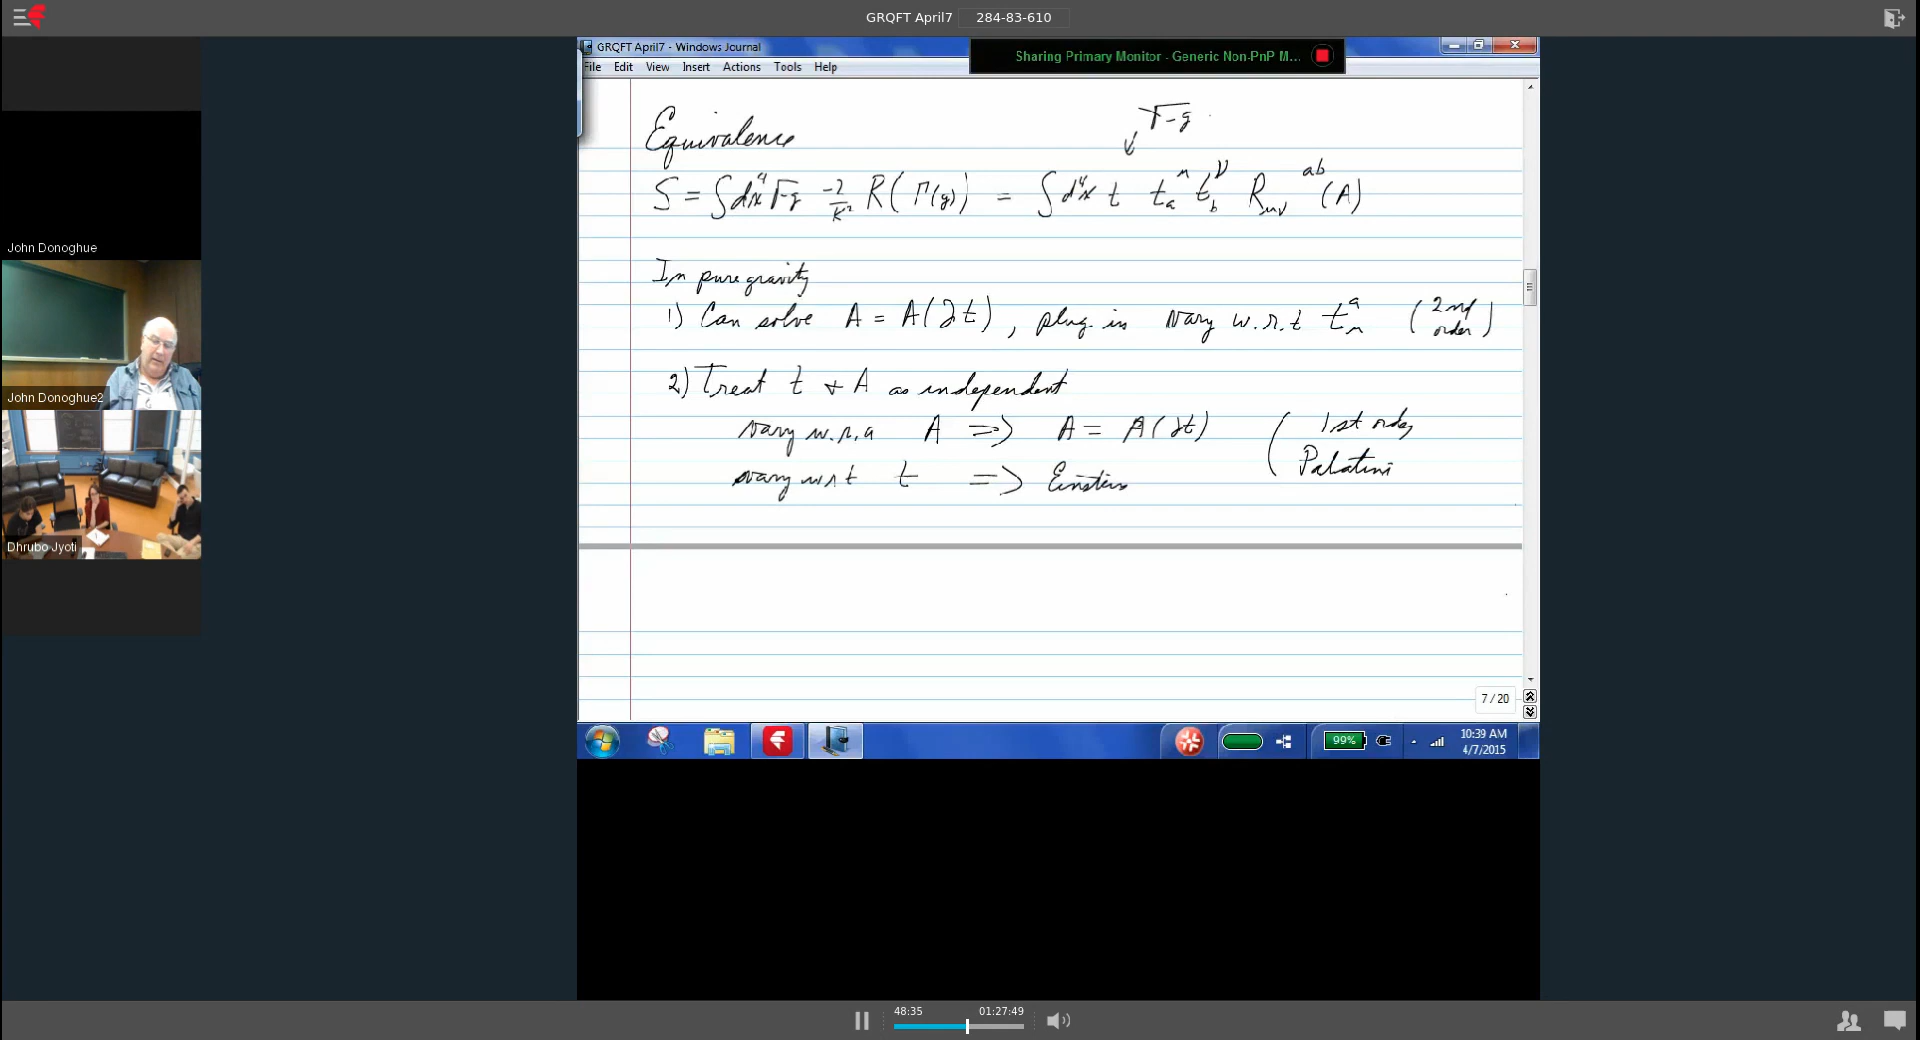 GRQFT April7 284-83-610
GRQFT April7 - Windows Journal
Sharing Primary Monitor - Generic Non-PnP M...
File Edit View Insert Actions Tools Help
√-g
Equivalence
S = ∫d⁴x √-g -2/κ² R(Γ(g)) = ∫d⁴x t t_a^μ t_b^ν R_μν^ab (A)
In pure gravity
1) Can solve A = A(∂t), plug in vary w.r.t t_μ^a (2nd order)
2) Treat t + A as independent
vary w.r.a A => A = A(∂t) (1st order
vary wrt t => Einstein Palatini
John Donoghue
John Donoghue2
Dhrubo Jyoti
7 / 20
99%
10:39 AM
4/7/2015
48:35 01:27:49